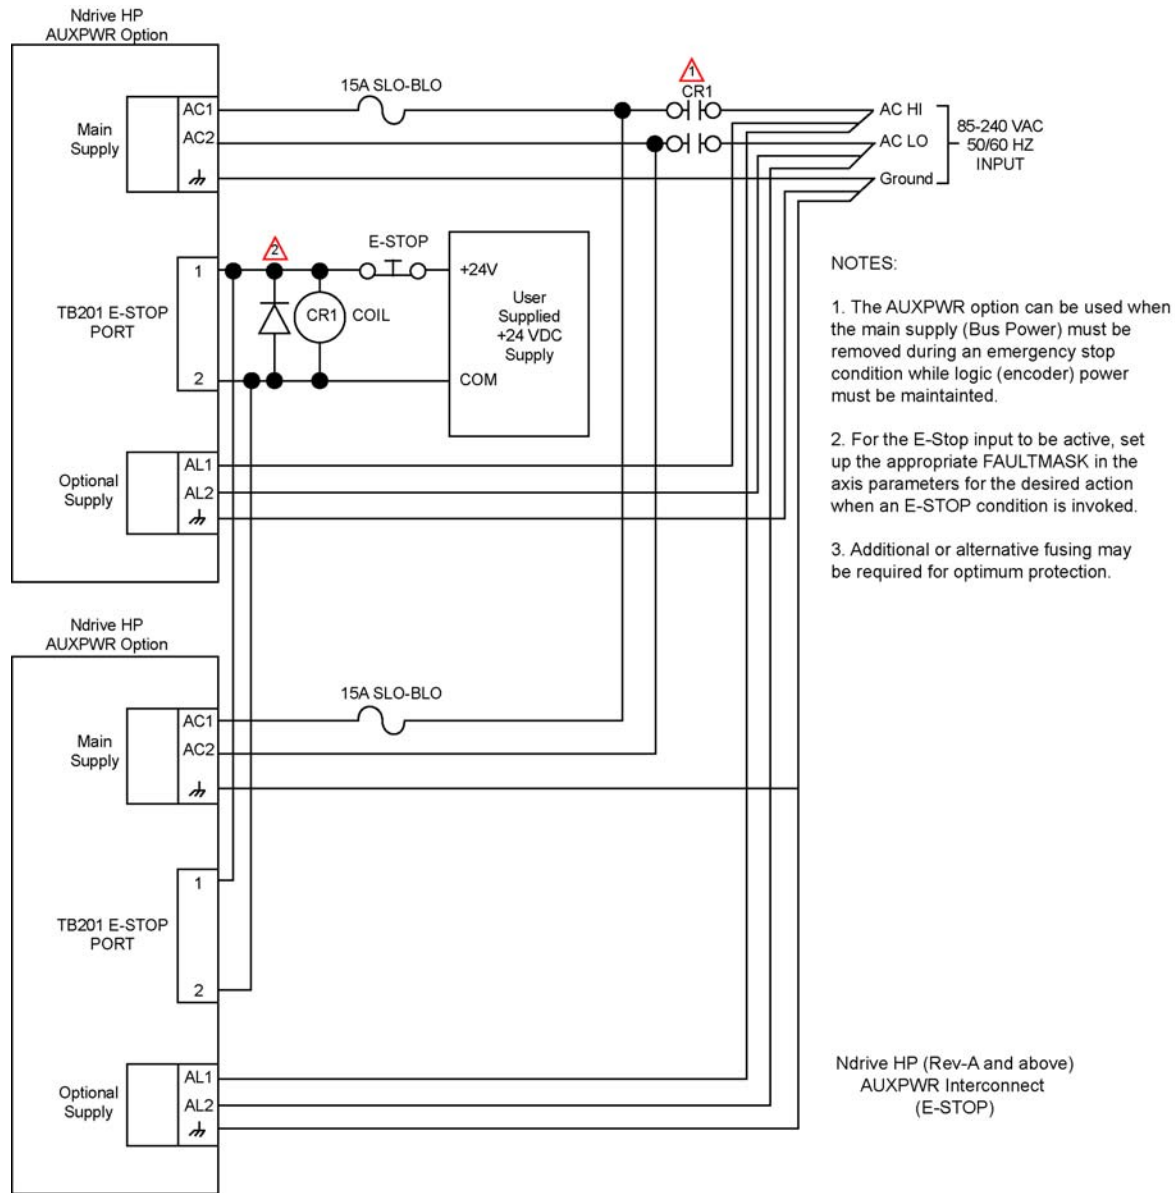 Ndrive HP
AUXPWR Option
15A SLO-BLO
1
CR1
AC1
AC2
Main
Supply
AC HI
AC LO
Ground
85-240 VAC
50/60 HZ
INPUT
2
E-STOP
1
TB201 E-STOP
PORT
2
CR1
COIL
+24V
User
Supplied
+24 VDC
Supply
COM
Optional
Supply
AL1
AL2
NOTES:
1. The AUXPWR option can be used when
the main supply (Bus Power) must be
removed during an emergency stop
condition while logic (encoder) power
must be maintainted.
2. For the E-Stop input to be active, set
up the appropriate FAULTMASK in the
axis parameters for the desired action
when an E-STOP condition is invoked.
3. Additional or alternative fusing may
be required for optimum protection.
Ndrive HP
AUXPWR Option
15A SLO-BLO
Main
Supply
AC1
AC2
1
TB201 E-STOP
PORT
2
Optional
Supply
AL1
AL2
Ndrive HP (Rev-A and above)
AUXPWR Interconnect
(E-STOP)